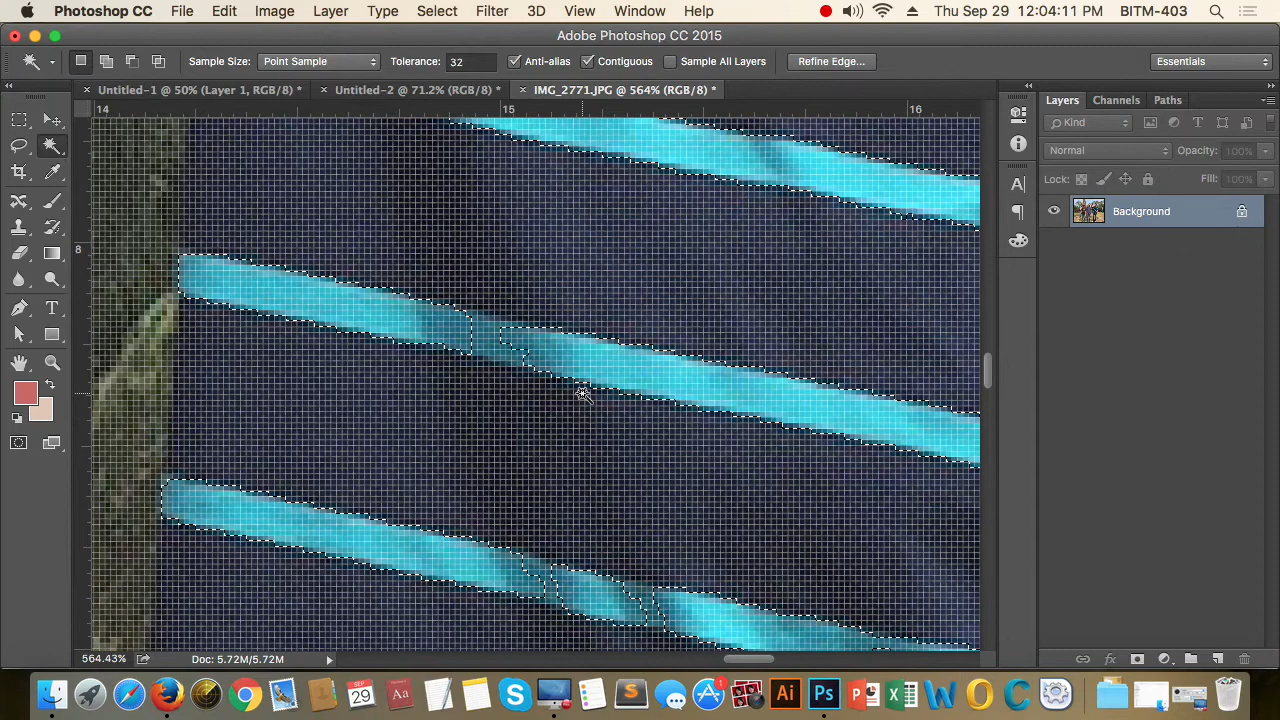 Photoshop CC File Edit Image Layer Type Select Filter 3D View Window Help Thu Sep 29 12:04:11 PM BITM-403
Adobe Photoshop CC 2015
Sample Size: Point Sample Tolerance: 32 Anti-alias Contiguous Sample All Layers Refine Edge... Essentials
Untitled-1 @ 50% (Layer 1, RGB/8) * Untitled-2 @ 71.2% (RGB/8) * IMG_2771.JPG @ 564% (RGB/8) *
Layers Channels Paths
14 15 16
Kind
Normal Opacity: 100%
Lock: Fill: 100%
Background
8
564.43% Doc: 5.72M/5.72M
SEP
29